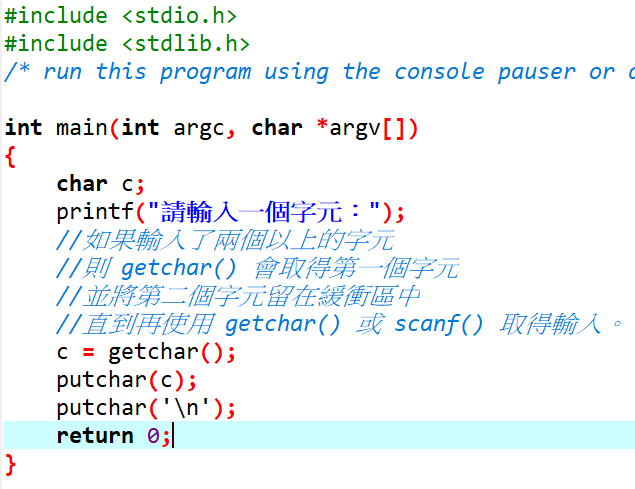 #include <stdio.h>
#include <stdlib.h>
/* run this program using the console pauser or
int main(int argc, char *argv[])
{
char c;
printf("請輸入一個字元：");
//如果輸入了兩個以上的字元
//則 getchar() 會取得第一個字元
//並將第二個字元留在緩衝區中
//直到再使用 getchar() 或 scanf() 取得輸入。
c = getchar();
putchar(c);
putchar('\n');
return 0;
}